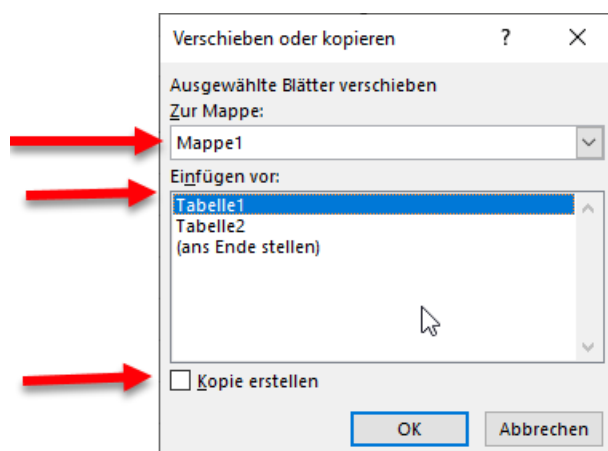 Verschieben oder kopieren ?
Ausgewählte Blätter verschieben
Zur Mappe:
Mappe1
Einfügen vor:
Tabelle1
Tabelle2
(ans Ende stellen)
Kopie erstellen
OK Abbrechen